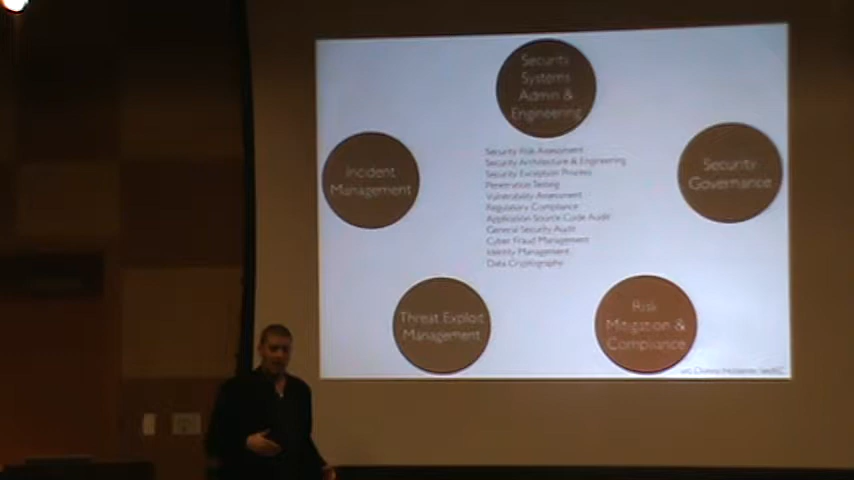 Security
Systems
Admin &
Engineering
Incident
Management
Security
Governance
Security Risk Assessment
Security Architecture & Engineering
Security Exception Process
Penetration Testing
Vulnerability Assessment
Regulatory Compliance
Application Source Code Audit
General Security Audit
Cyber Fraud Management
Identity Management
Data Cryptography
Threat Exploit
Management
Risk
Mitigation &
Compliance